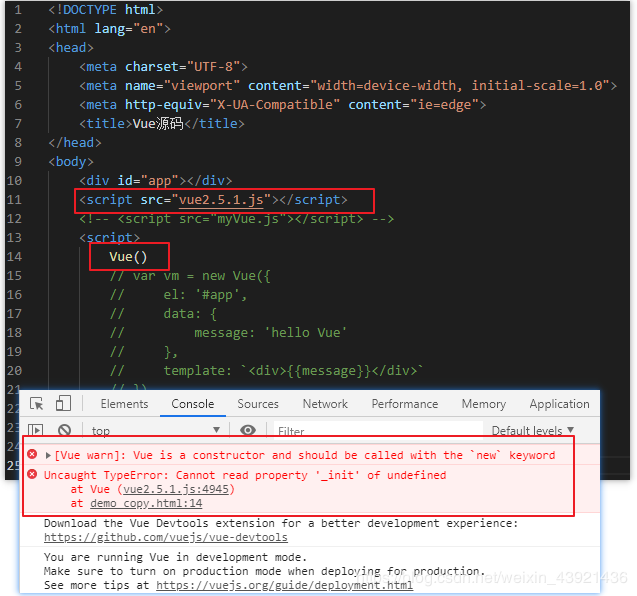 1 <!DOCTYPE html>
2 <html lang="en">
3 <head>
4 <meta charset="UTF-8">
5 <meta name="viewport" content="width=device-width, initial-scale=1.0">
6 <meta http-equiv="X-UA-Compatible" content="ie=edge">
7 <title>Vue源码</title>
8 </head>
9 <body>
10 <div id="app"></div>
11 <script src="vue2.5.1.js"></script>
12 <!-- <script src="myVue.js"></script> -->
13 <script>
14 Vue()
15 // var vm = new Vue({
16 // el: '#app',
17 // data: {
18 // message: 'hello Vue'
19 // },
20 // template: `<div>{{message}}</div>`
21 // })
22 Elements Console Sources Network Performance Memory Application
23 top Filter Default levels
24 [Vue warn]: Vue is a constructor and should be called with the `new` keyword
25 Uncaught TypeError: Cannot read property '_init' of undefined
at Vue (vue2.5.1.js:4945)
at demo copy.html:14
Download the Vue Devtools extension for a better development experience:
https://github.com/vuejs/vue-devtools
You are running Vue in development mode.
Make sure to turn on production mode when deploying for production.
See more tips at https://vuejs.org/guide/deployment.html
https://blog.csdn.net/weixin_43921436